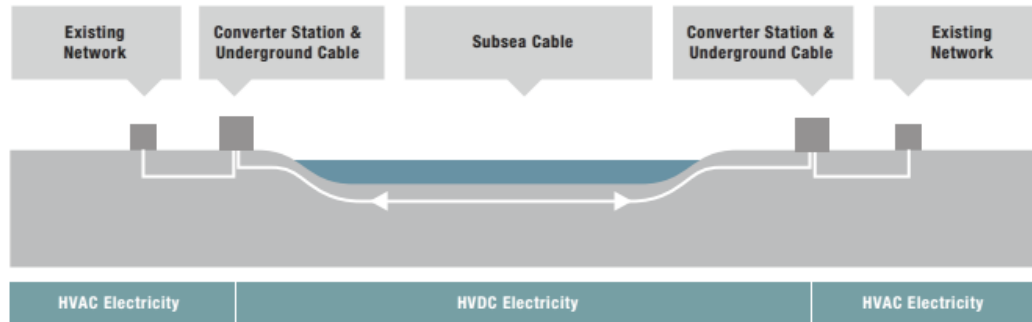 Existing
Network
Converter Station &
Underground Cable
Subsea Cable
Converter Station &
Underground Cable
Existing
Network
HVAC Electricity
HVDC Electricity
HVAC Electricity